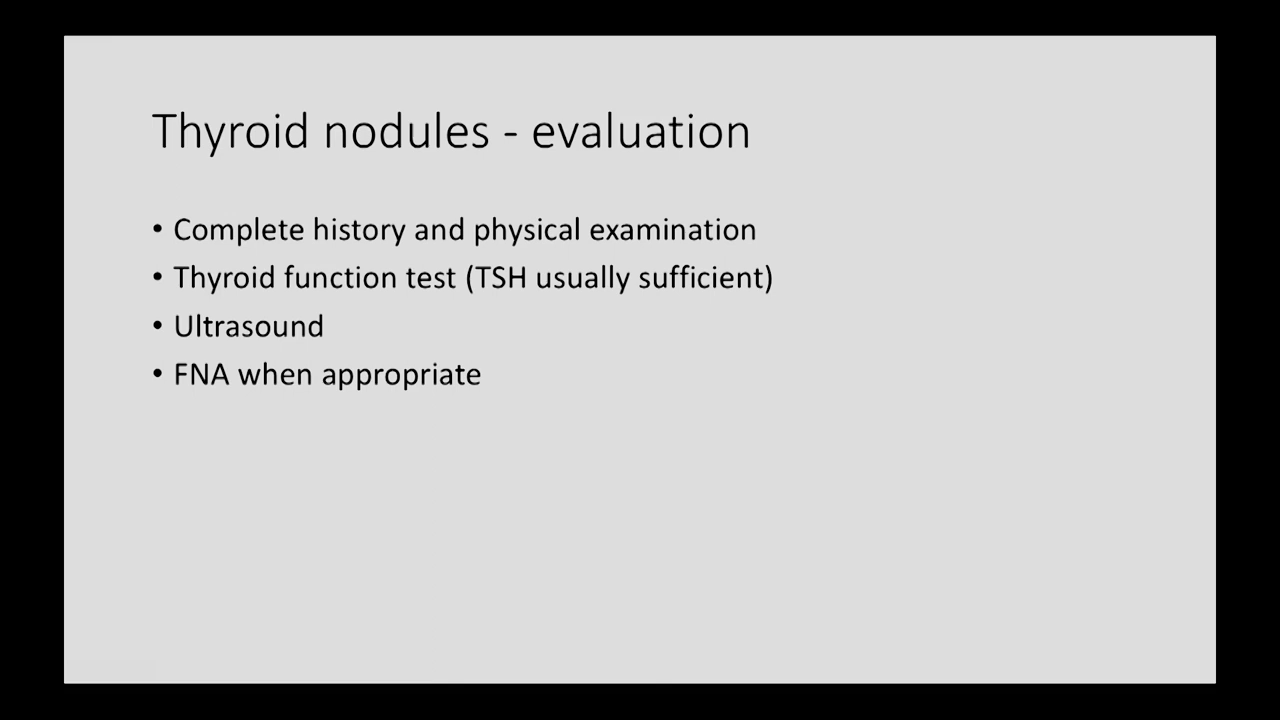 Thyroid nodules - evaluation
• Complete history and physical examination
• Thyroid function test (TSH usually sufficient)
• Ultrasound
• FNA when appropriate